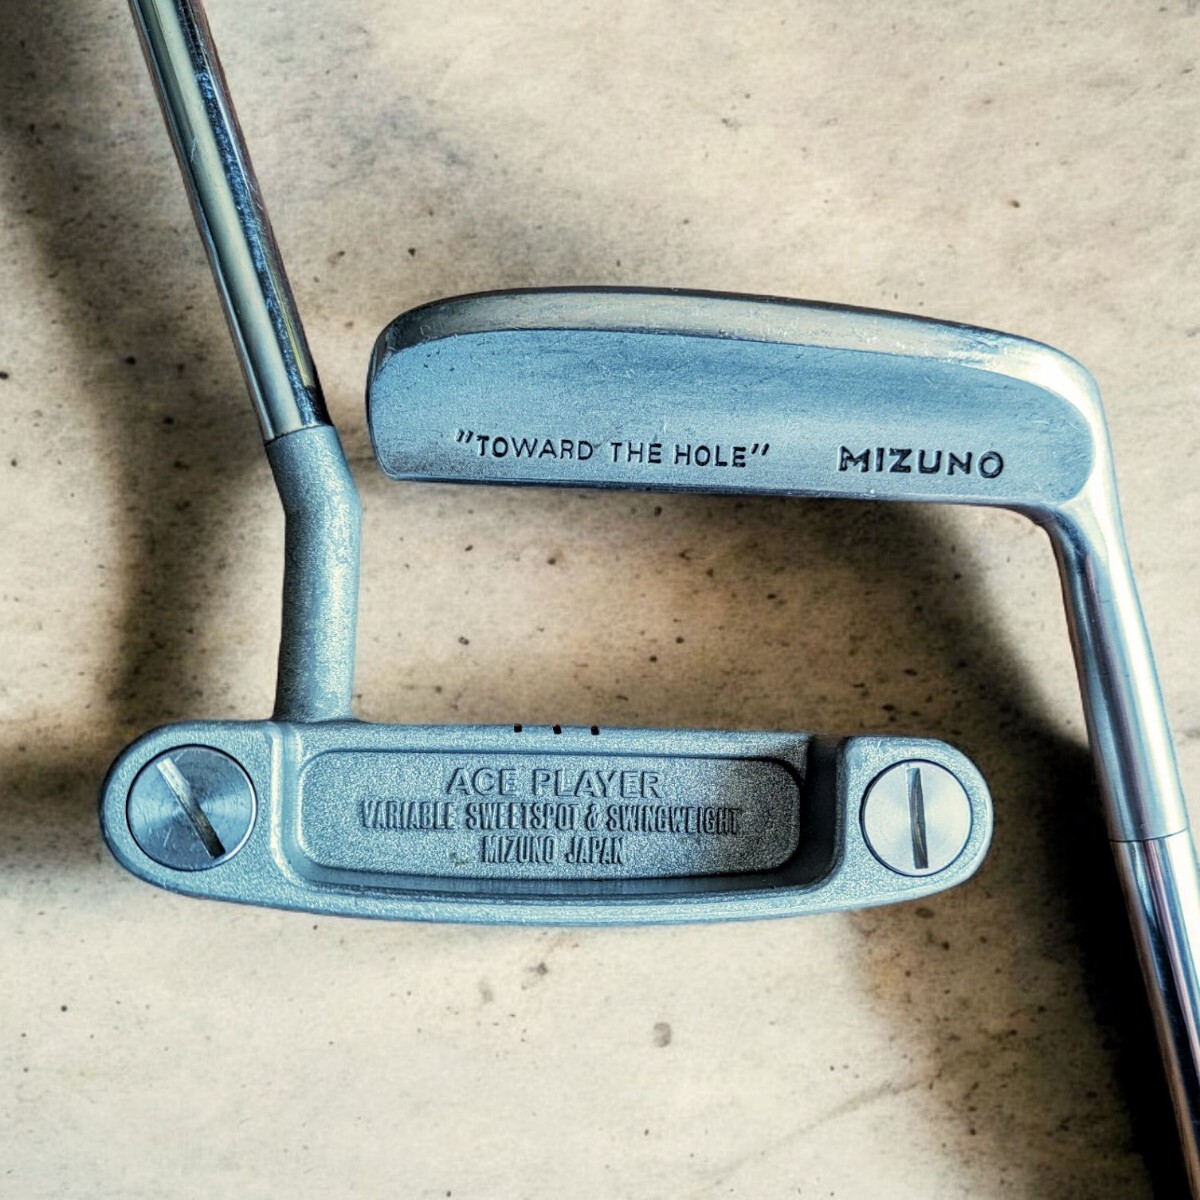 "TOWARD THE HOLE" MIZUNO
ACE PLAYER
VARIABLE SWEETSPOT & SWINGWEIGHT
MIZUNO JAPAN